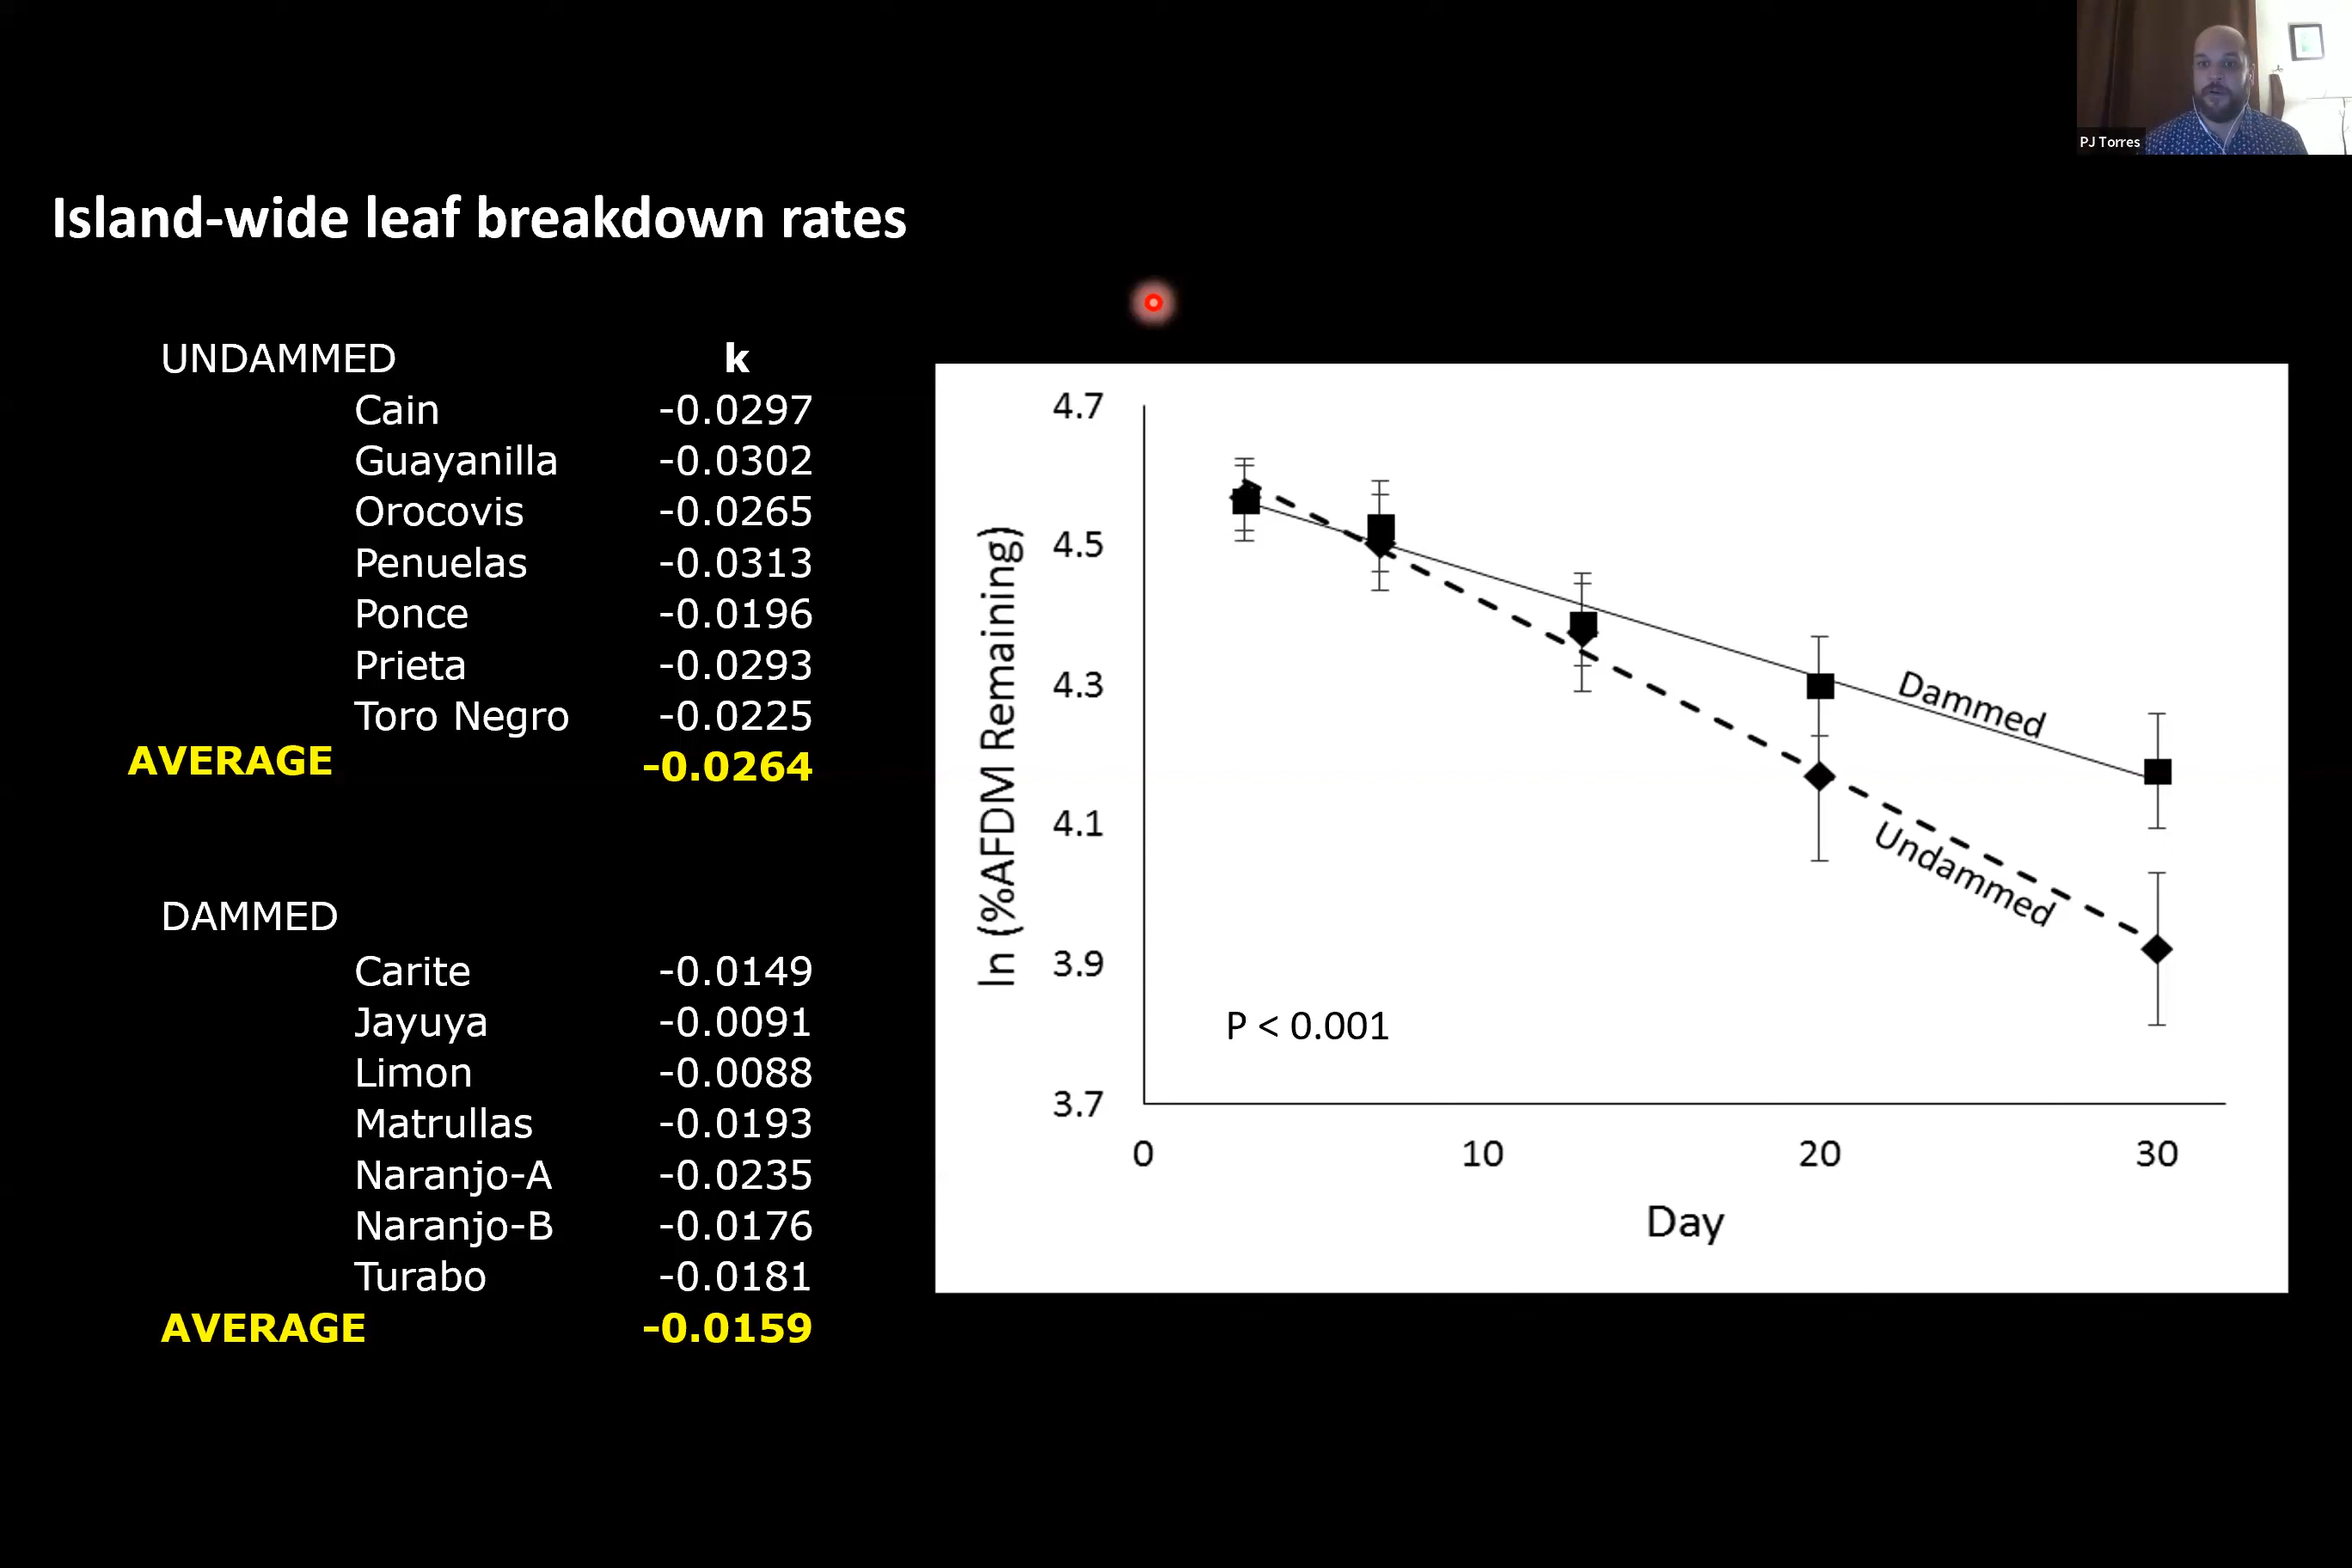 PJ Torres
Island-wide leaf breakdown rates
UNDAMMED k
Cain -0.0297
Guayanilla -0.0302
Orocovis -0.0265
Penuelas -0.0313
Ponce -0.0196
Prieta -0.0293
Toro Negro -0.0225
AVERAGE -0.0264
DAMMED
Carite -0.0149
Jayuya -0.0091
Limon -0.0088
Matrullas -0.0193
Naranjo-A -0.0235
Naranjo-B -0.0176
Turabo -0.0181
AVERAGE -0.0159
ln (%AFDM Remaining)
4.7
4.5
4.3
4.1
3.9
3.7
Dammed
Undammed
P < 0.001
0 10 20 30
Day